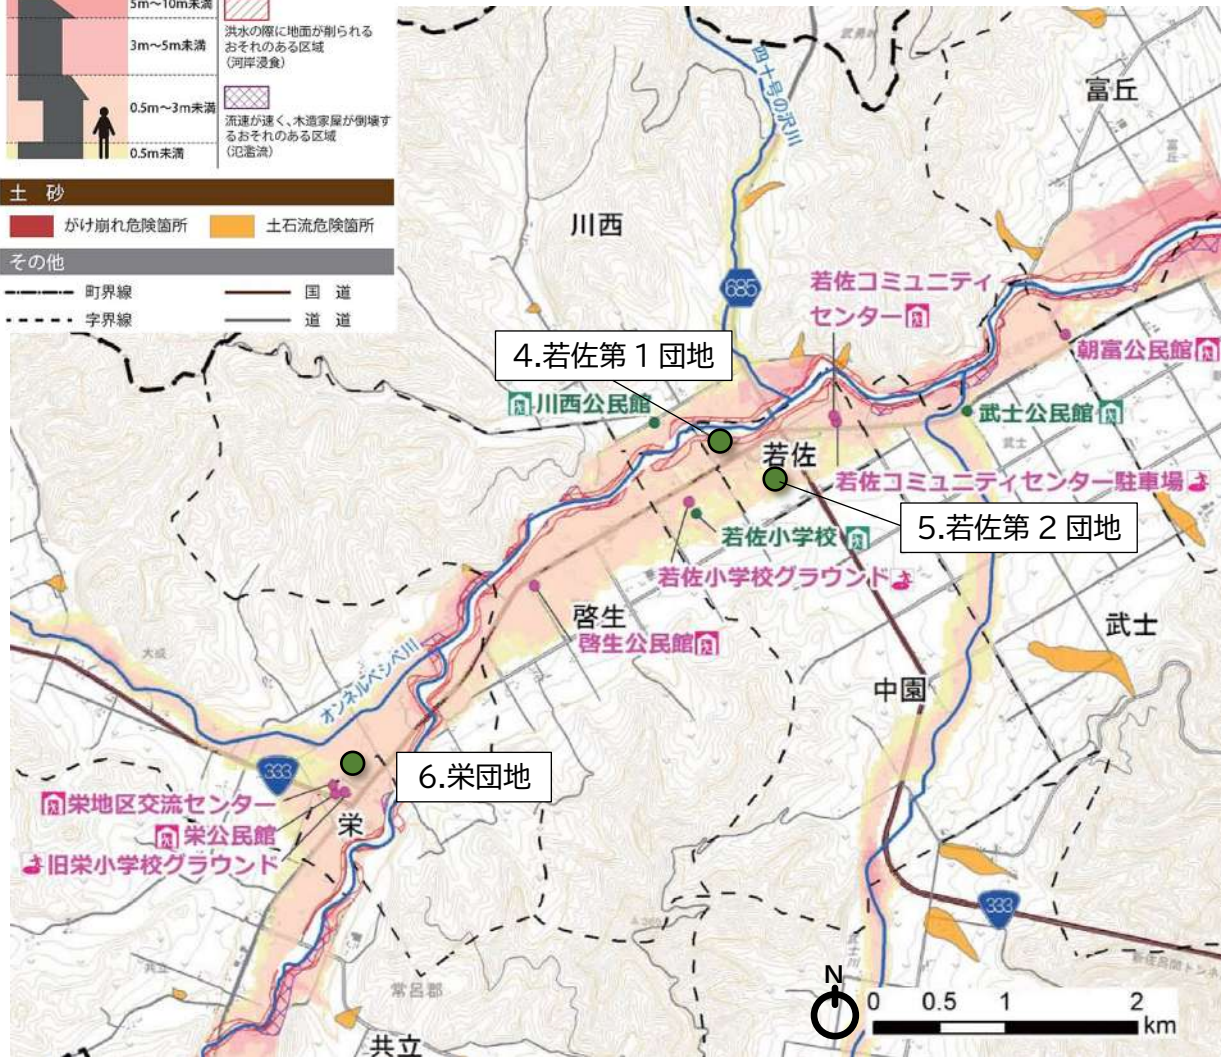 5m～10m未満
3m～5m未満
0.5m～3m未満
0.5m未満
洪水の際に地面が削られる
おそれのある区域
（河岸浸食）
流速が速く、木造家屋が倒壊す
るおそれのある区域
（氾濫流）
土 砂
がけ崩れ危険箇所
土石流危険箇所
その他
町界線
国 道
字界線
道 道
四十号の沢川
富丘
富丘
川西
685
若佐コミュニティ
センター
4.若佐第１団地
朝富公民館
川西公民館
武士公民館
武士
若佐
若佐コミュニティセンター駐車場
5.若佐第２団地
若佐小学校
若佐小学校グラウンド
啓生
啓生公民館
武士
大成
オンネルベシベ川
中園
333
6.栄団地
栄地区交流センター
栄公民館
栄
旧栄小学校グラウンド
333
武士川
共立
常呂郡
共立
N
0 0.5 1 2
km